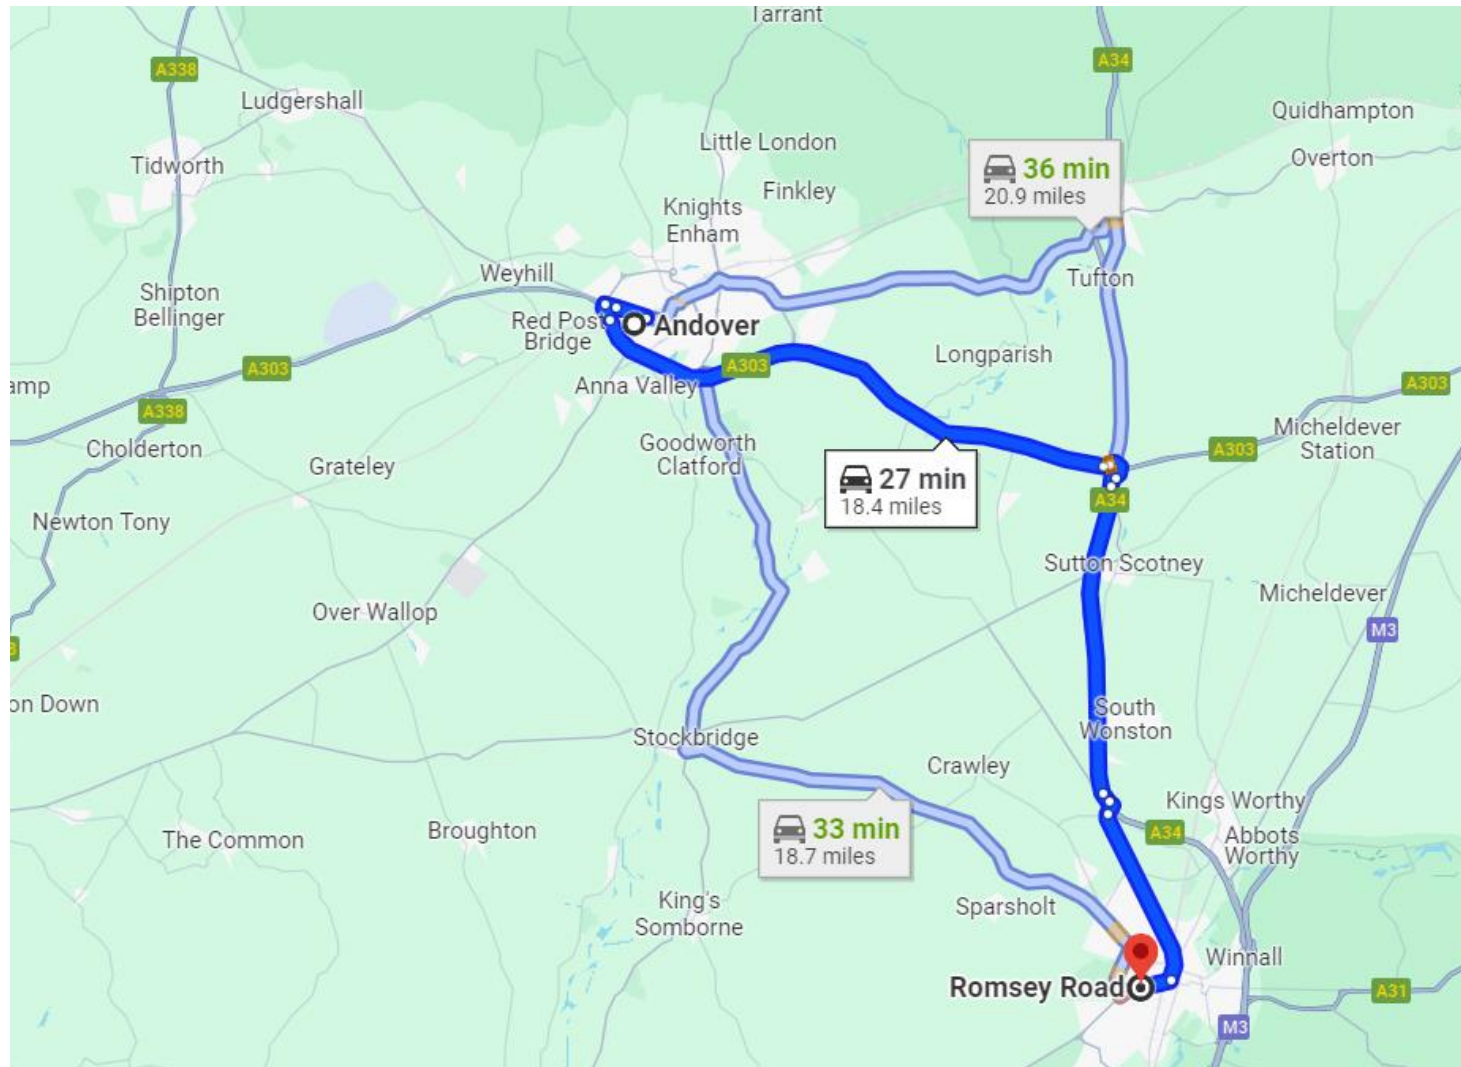 Tarrant
A34
A338
Ludgershall
Quidhampton
Little London
Overton
Tidworth
36 min
20.9 miles
Finkley
Knights
Enham
Weyhill
Tufton
Shipton
Bellinger
Red Post
Bridge
Andover
Longparish
A303
A303
Anna Valley
amp
A303
A338
Micheldever
Station
Cholderton
Goodworth
Clatford
A303
Grateley
27 min
18.4 miles
A34
Newton Tony
Sutton Scotney
Micheldever
Over Wallop
M3
on Down
South
Wonston
Stockbridge
Crawley
Kings Worthy
33 min
18.7 miles
A34
Abbots
Worthy
The Common
Broughton
King's
Somborne
Sparsholt
Winnall
Romsey Road
A31
M3